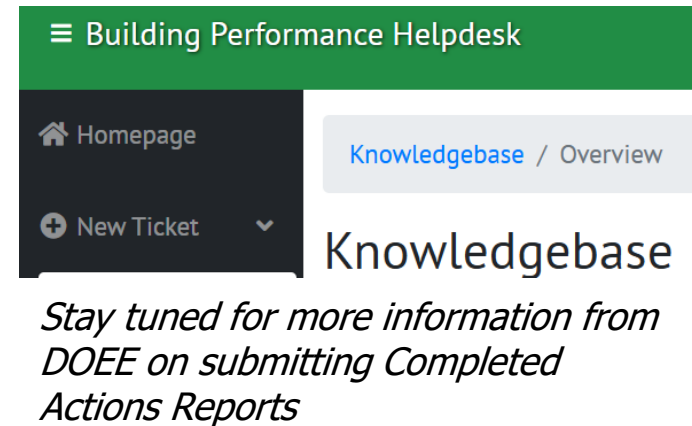 Building Performance Helpdesk
Homepage
Knowledgebase / Overview
New Ticket
Knowledgebase
Stay tuned for more information from
DOEE on submitting Completed
Actions Reports